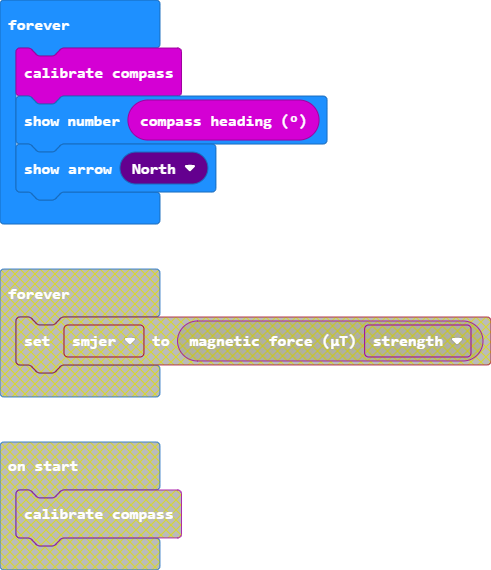 forever
calibrate compass
show number compass heading (º)
show arrow North
forever
set smjer to magnetic force (µT) strength
on start
calibrate compass